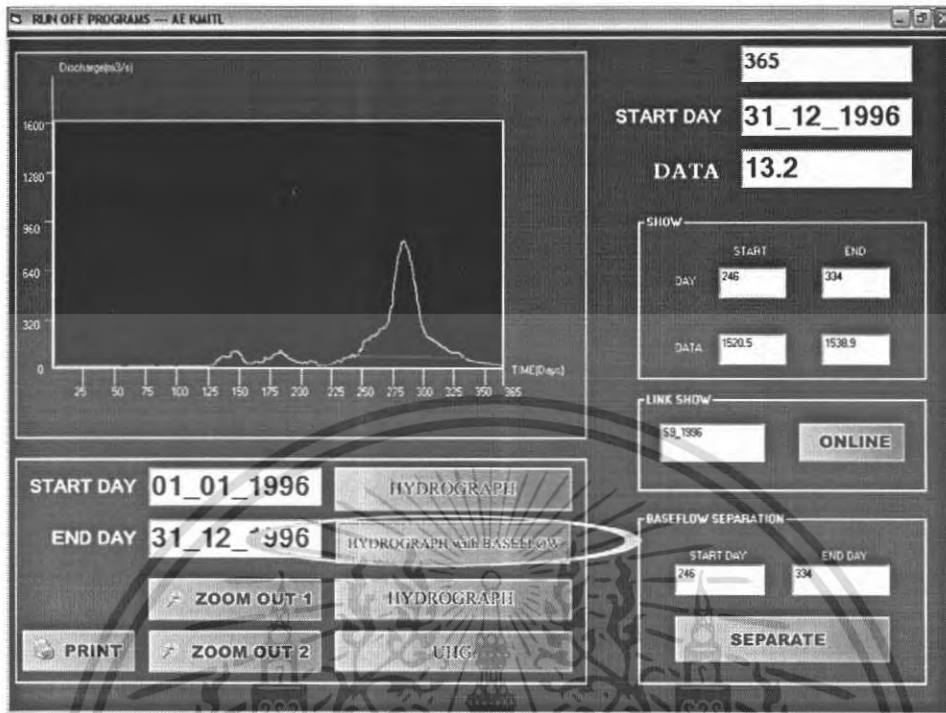 RUN OFF PROGRAMS --- AE KMITL
Discharge(m3/s)
1600
1280
960
640
320
0
25 50 75 100 125 150 175 200 225 250 275 300 325 350 365
TIME(Days)
365
START DAY 31_12_1996
DATA 13.2
SHOW
START END
DAY 246 334
DATA 1520.5 1538.9
LINK SHOW
S9_1996 ONLINE
START DAY 01_01_1996 HYDROGRAPH
END DAY 31_12_1996 HYDROGRAPH with BASEFLOW
ZOOM OUT 1 HYDROGRAPH
PRINT ZOOM OUT 2 UHG
BASEFLOW SEPARATION
START DAY END DAY
246 334
SEPARATE